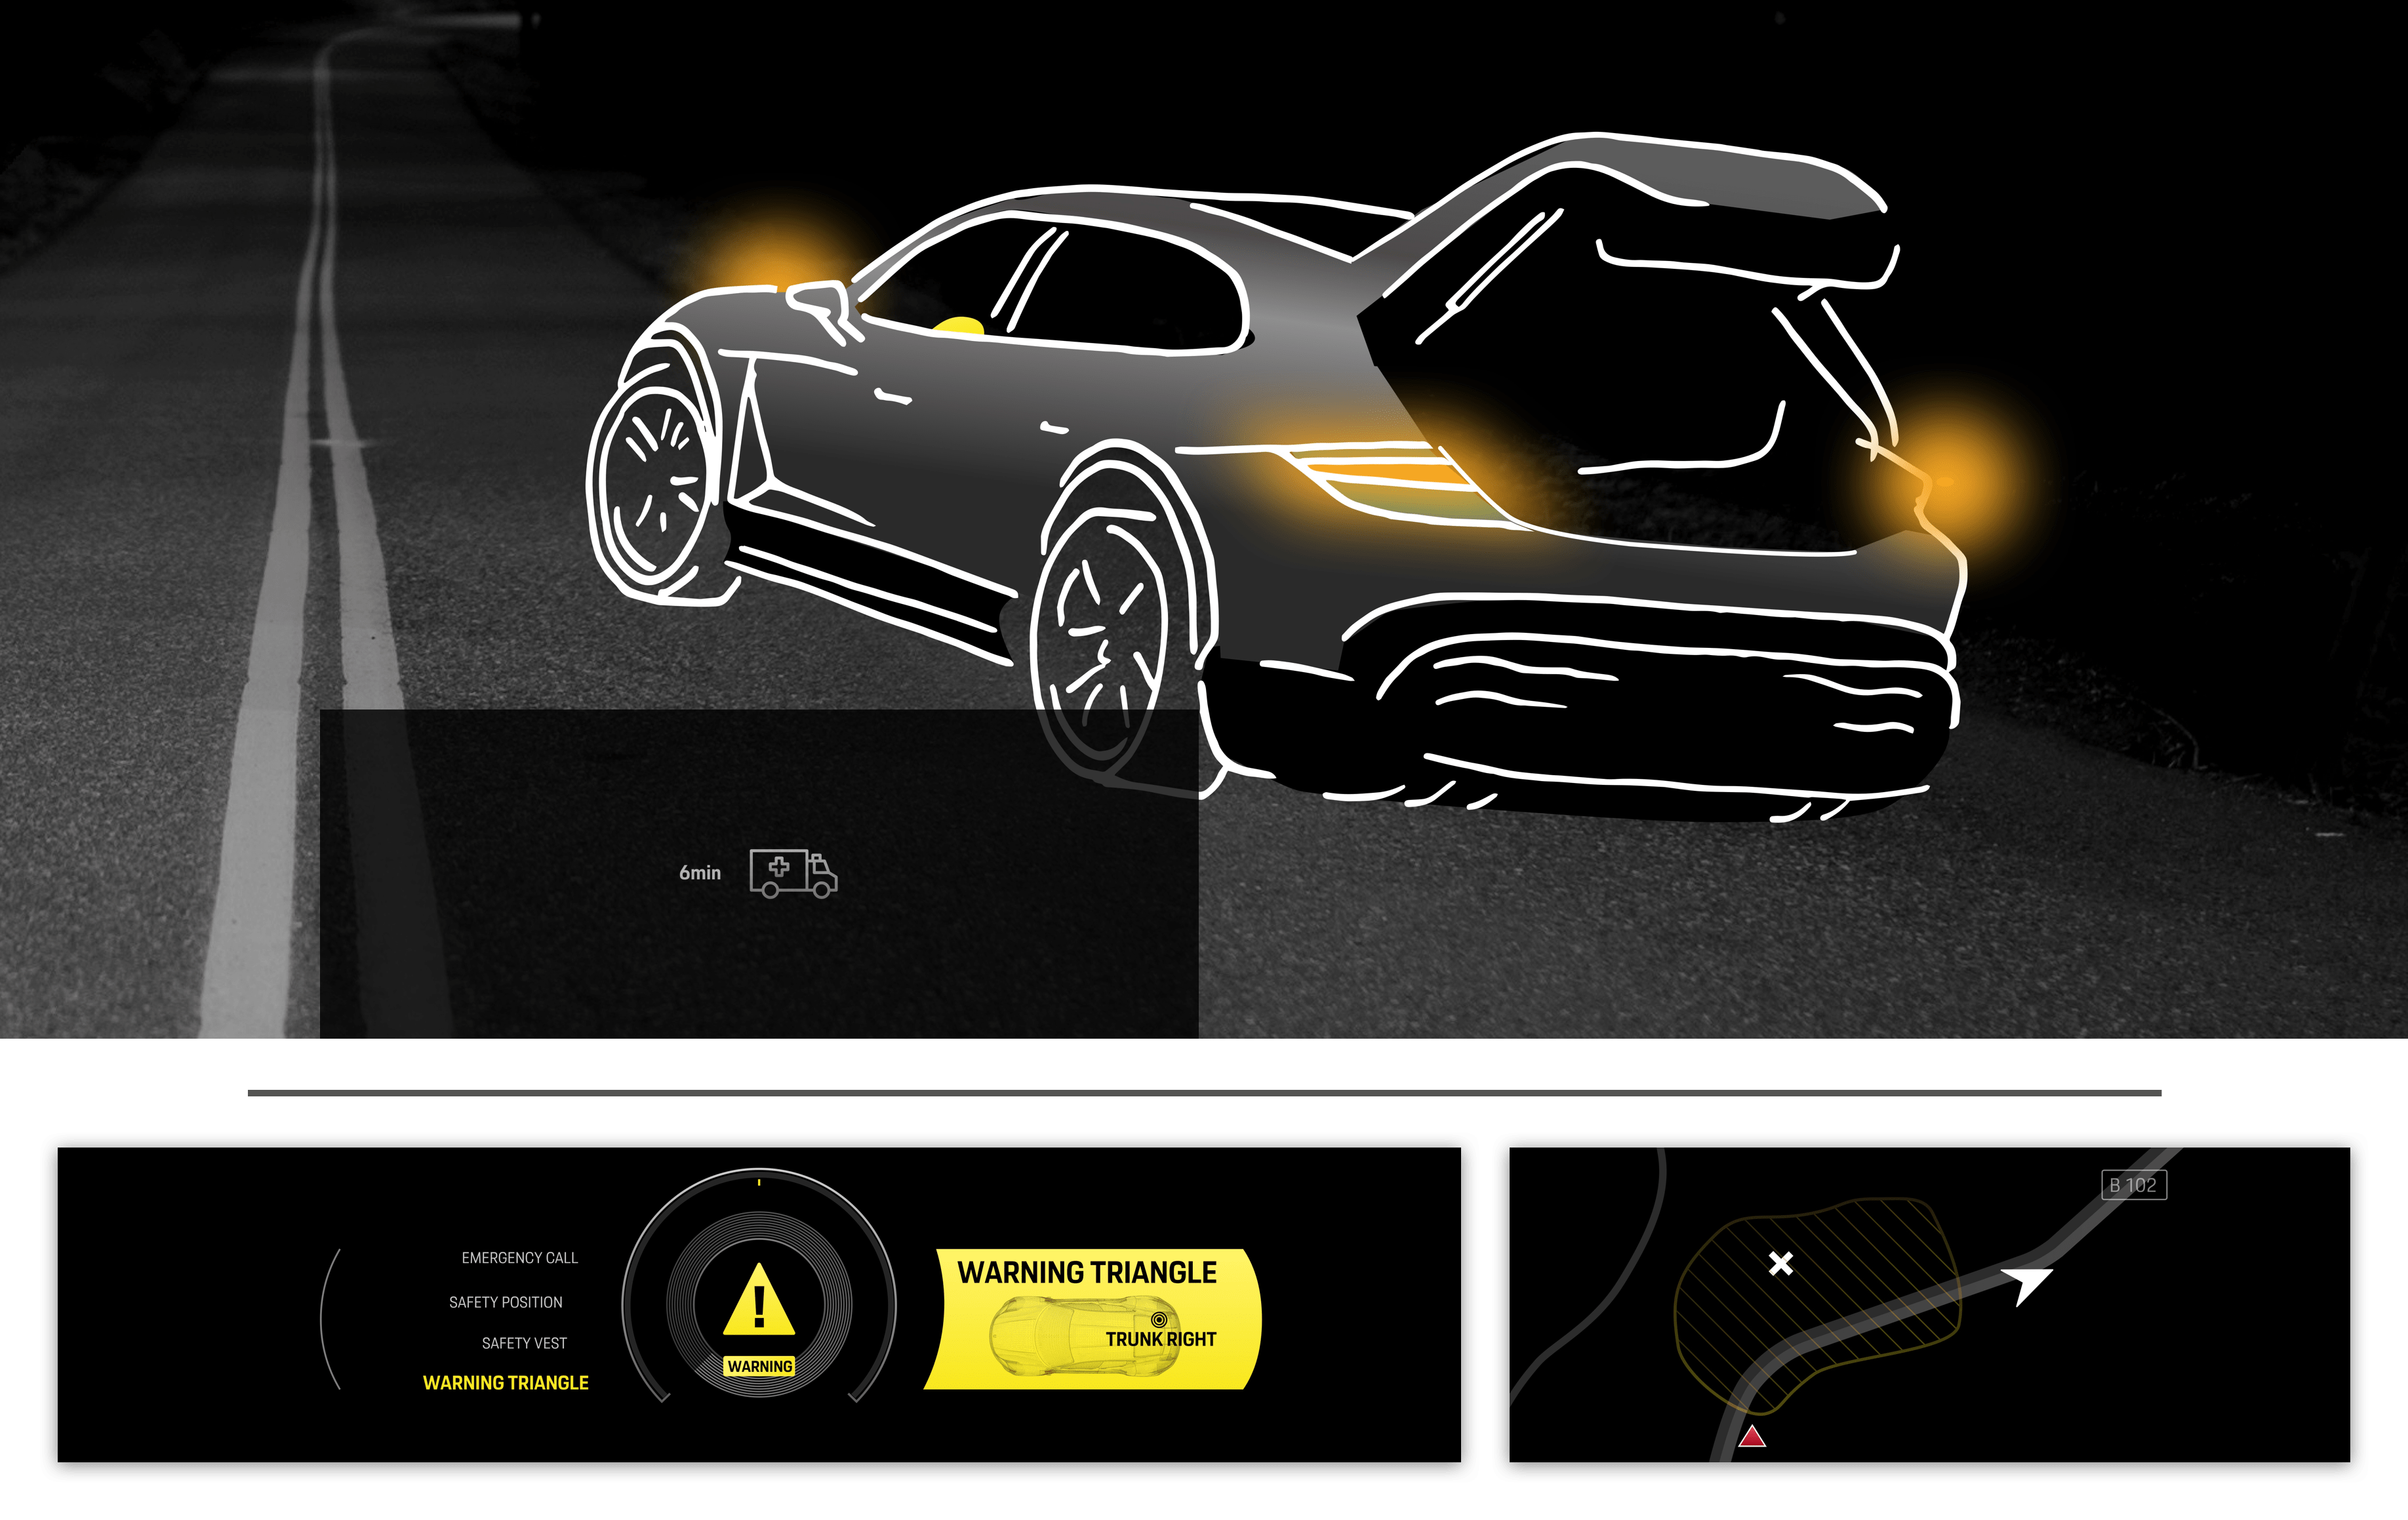 6min
EMERGENCY CALL
SAFETY POSITION
SAFETY VEST
WARNING TRIANGLE
WARNING
WARNING TRIANGLE
TRUNK RIGHT
B 102